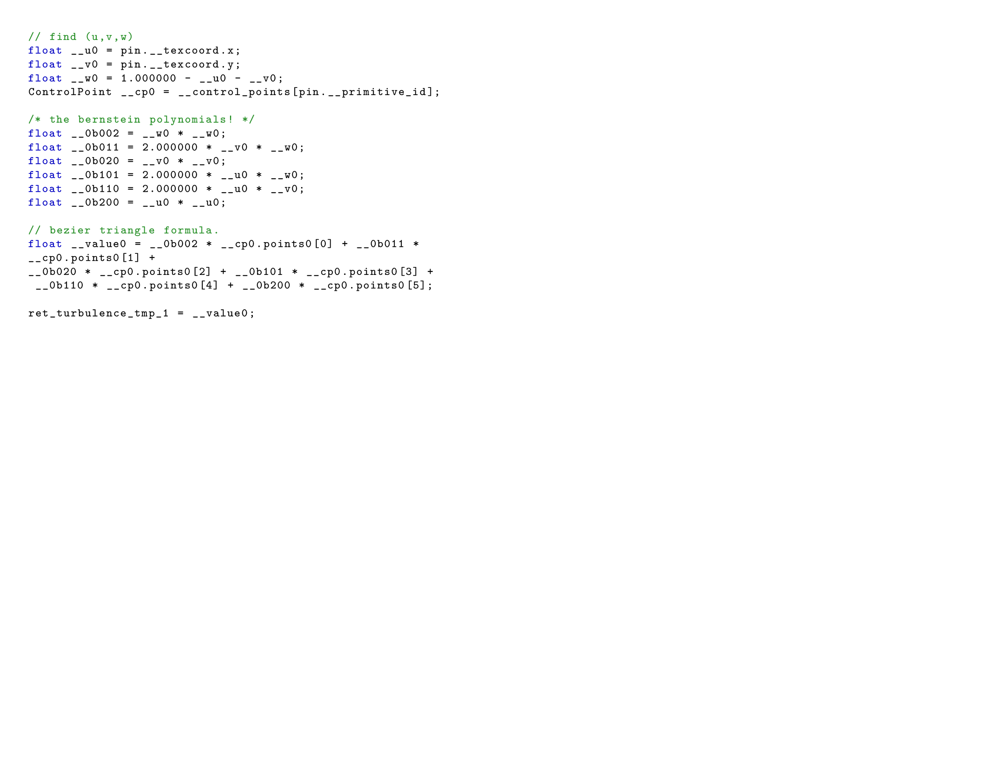 // find (u,v,w)
float __u0 = pin.__texcoord.x;
float __v0 = pin.__texcoord.y;
float __w0 = 1.000000 - __u0 - __v0;
ControlPoint __cp0 = __control_points[pin.__primitive_id];

/* the bernstein polynomials! */
float __0b002 = __w0 * __w0;
float __0b011 = 2.000000 * __v0 * __w0;
float __0b020 = __v0 * __v0;
float __0b101 = 2.000000 * __u0 * __w0;
float __0b110 = 2.000000 * __u0 * __v0;
float __0b200 = __u0 * __u0;

// bezier triangle formula.
float __value0 = __0b002 * __cp0.points0[0] + __0b011 *
__cp0.points0[1] +
__0b020 * __cp0.points0[2] + __0b101 * __cp0.points0[3] +
 __0b110 * __cp0.points0[4] + __0b200 * __cp0.points0[5];

ret_turbulence_tmp_1 = __value0;